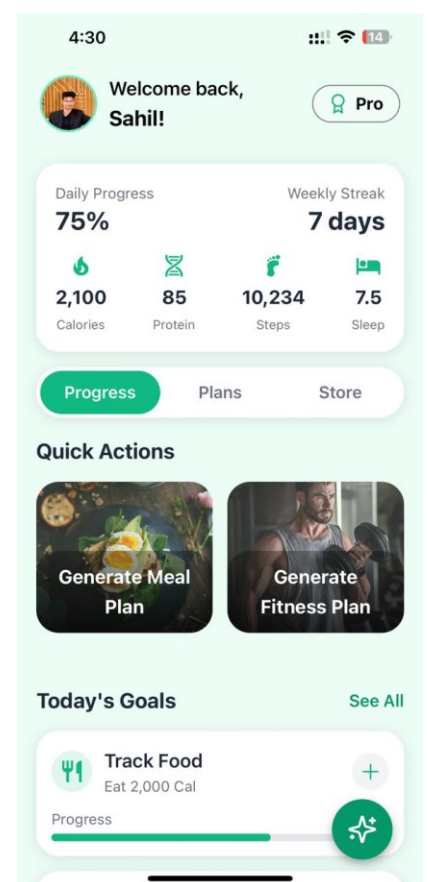 4:30
14
Welcome back,
Sahil!
Pro
Daily Progress
Weekly Streak
75%
7 days
2,100
85
10,234
7.5
Calories
Protein
Steps
Sleep
Progress
Plans
Store
Quick Actions
Generate Meal
Plan
Generate
Fitness Plan
Today's Goals
See All
Track Food
Eat 2,000 Cal
Progress